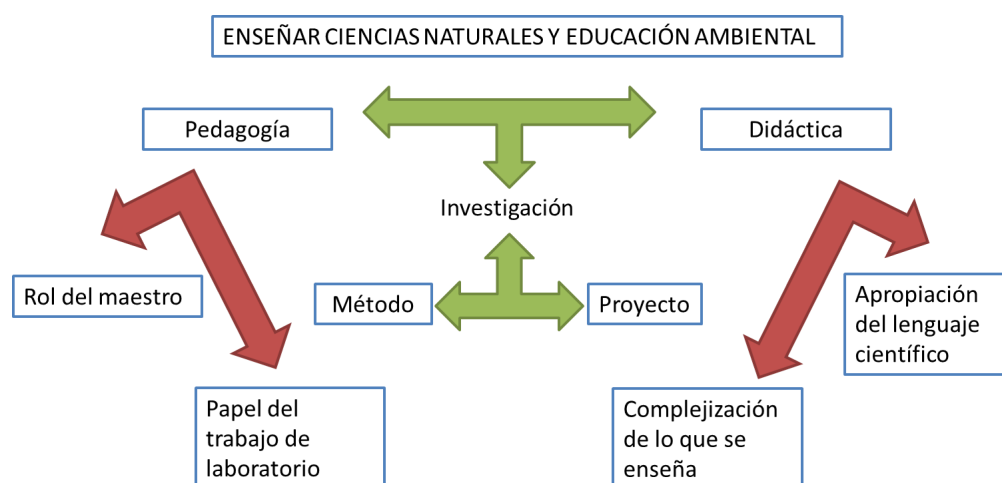 ENSEÑAR CIENCIAS NATURALES Y EDUCACIÓN AMBIENTAL
Pedagogía
Didáctica
Investigación
Rol del maestro
Método
Proyecto
Apropiación
del lenguaje
científico
Papel del
trabajo de
laboratorio
Complejización
de lo que se
enseña